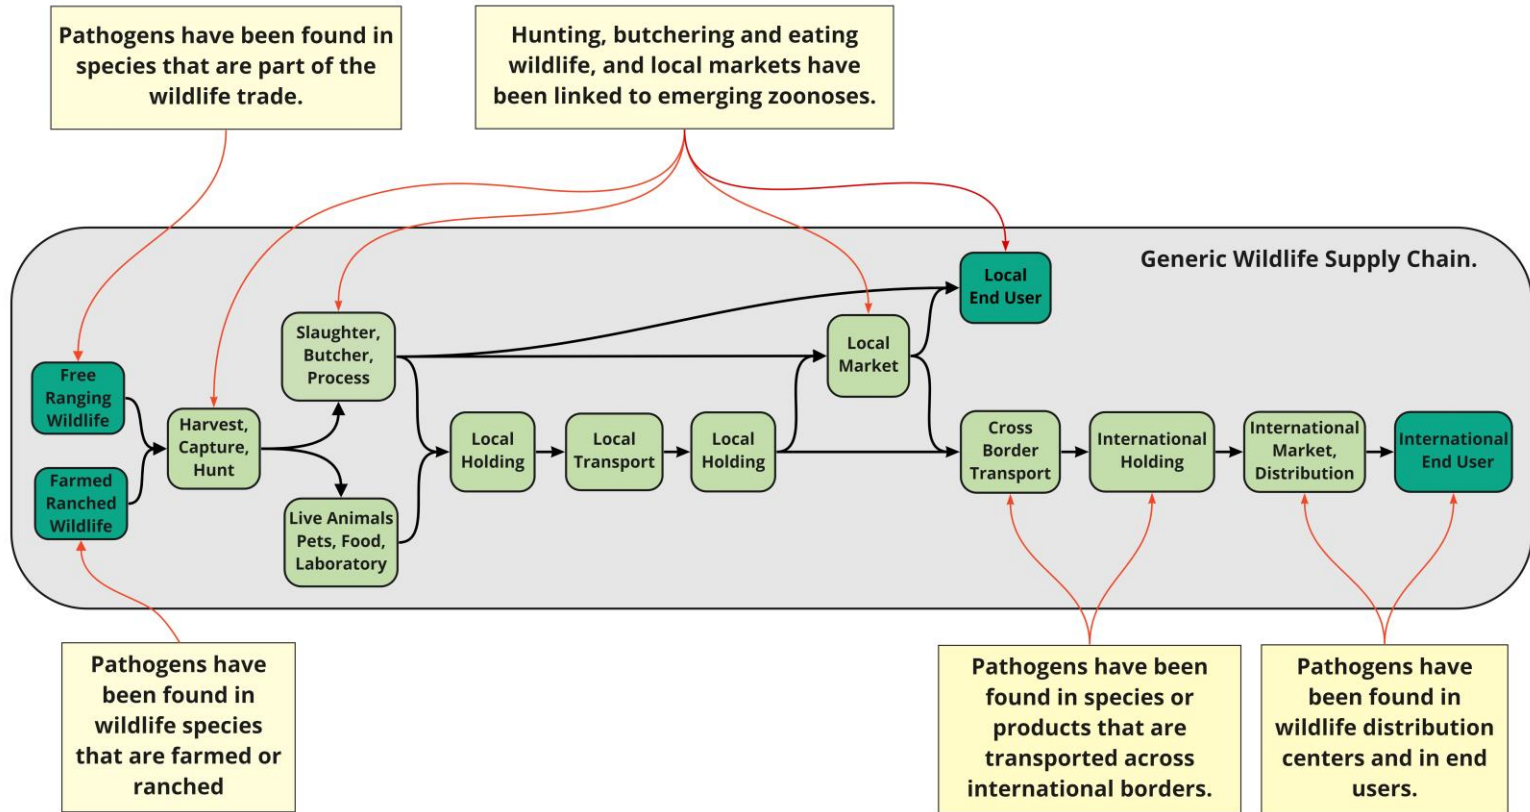 Pathogens have been found in
species that are part of the
wildlife trade.
Hunting, butchering and eating
wildlife, and local markets have
been linked to emerging zoonoses.
Generic Wildlife Supply Chain.
Local
End User
Slaughter,
Butcher,
Process
Local
Market
Free
Ranging
Wildlife
Harvest,
Capture,
Hunt
Farmed
Ranched
Wildlife
Live Animals
Pets, Food,
Laboratory
Local
Holding
Local
Transport
Local
Holding
Cross
Border
Transport
International
Holding
International
Market,
Distribution
International
End User
Pathogens have
been found in
wildlife species
that are farmed or
ranched
Pathogens have been
found in species or
products that are
transported across
international borders.
Pathogens have
been found in
wildlife distribution
centers and in end
users.